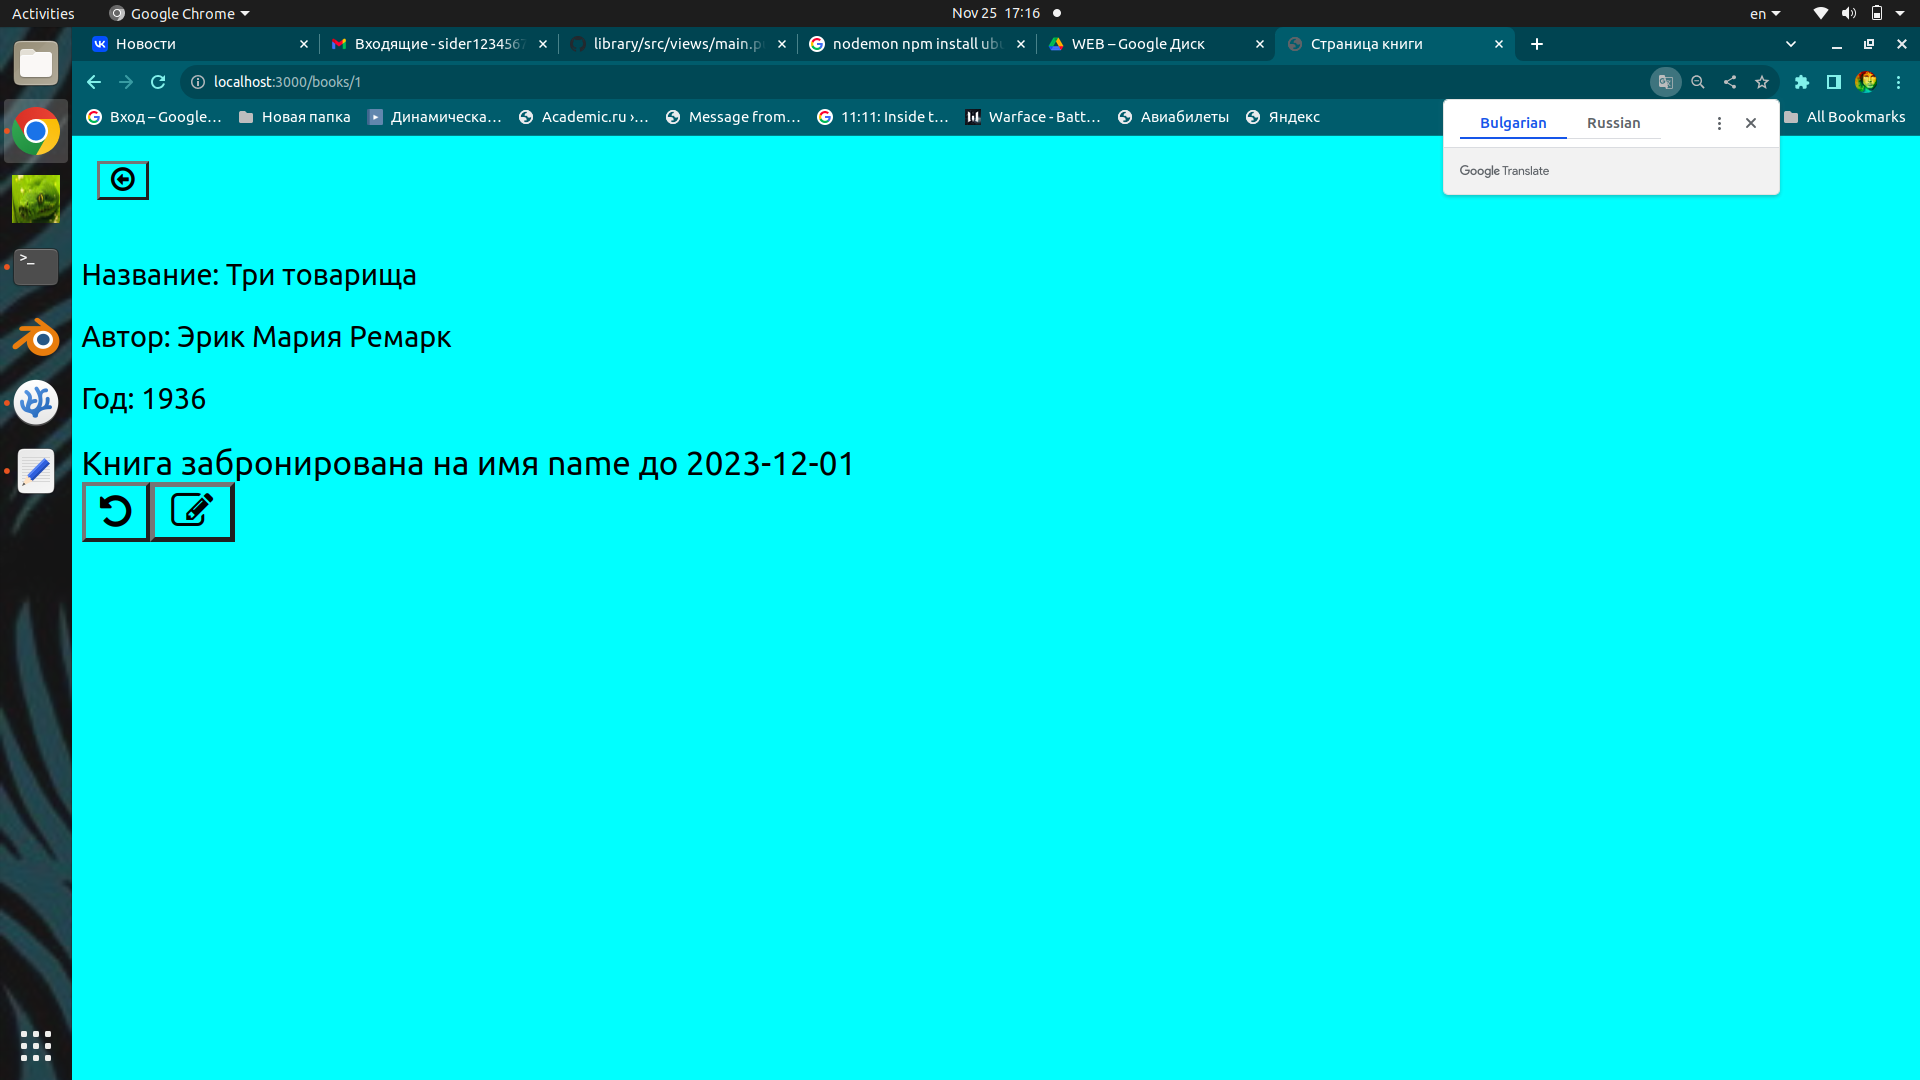 Activities
Google Chrome
Nov 25 17:16
en
Новости
Входящие - sider1234567
library/src/views/main.p
nodemon npm install ub
WEB – Google Диск
Страница книги
localhost:3000/books/1
Вход – Google…
Новая папка
Динамическа…
Academic.ru ›…
Message from…
11:11: Inside t…
Warface - Batt…
Авиабилеты
Яндекс
All Bookmarks
Bulgarian
Russian
Google Translate
Название: Три товарища
Автор: Эрик Мария Ремарк
Год: 1936
Книга забронирована на имя name до 2023-12-01